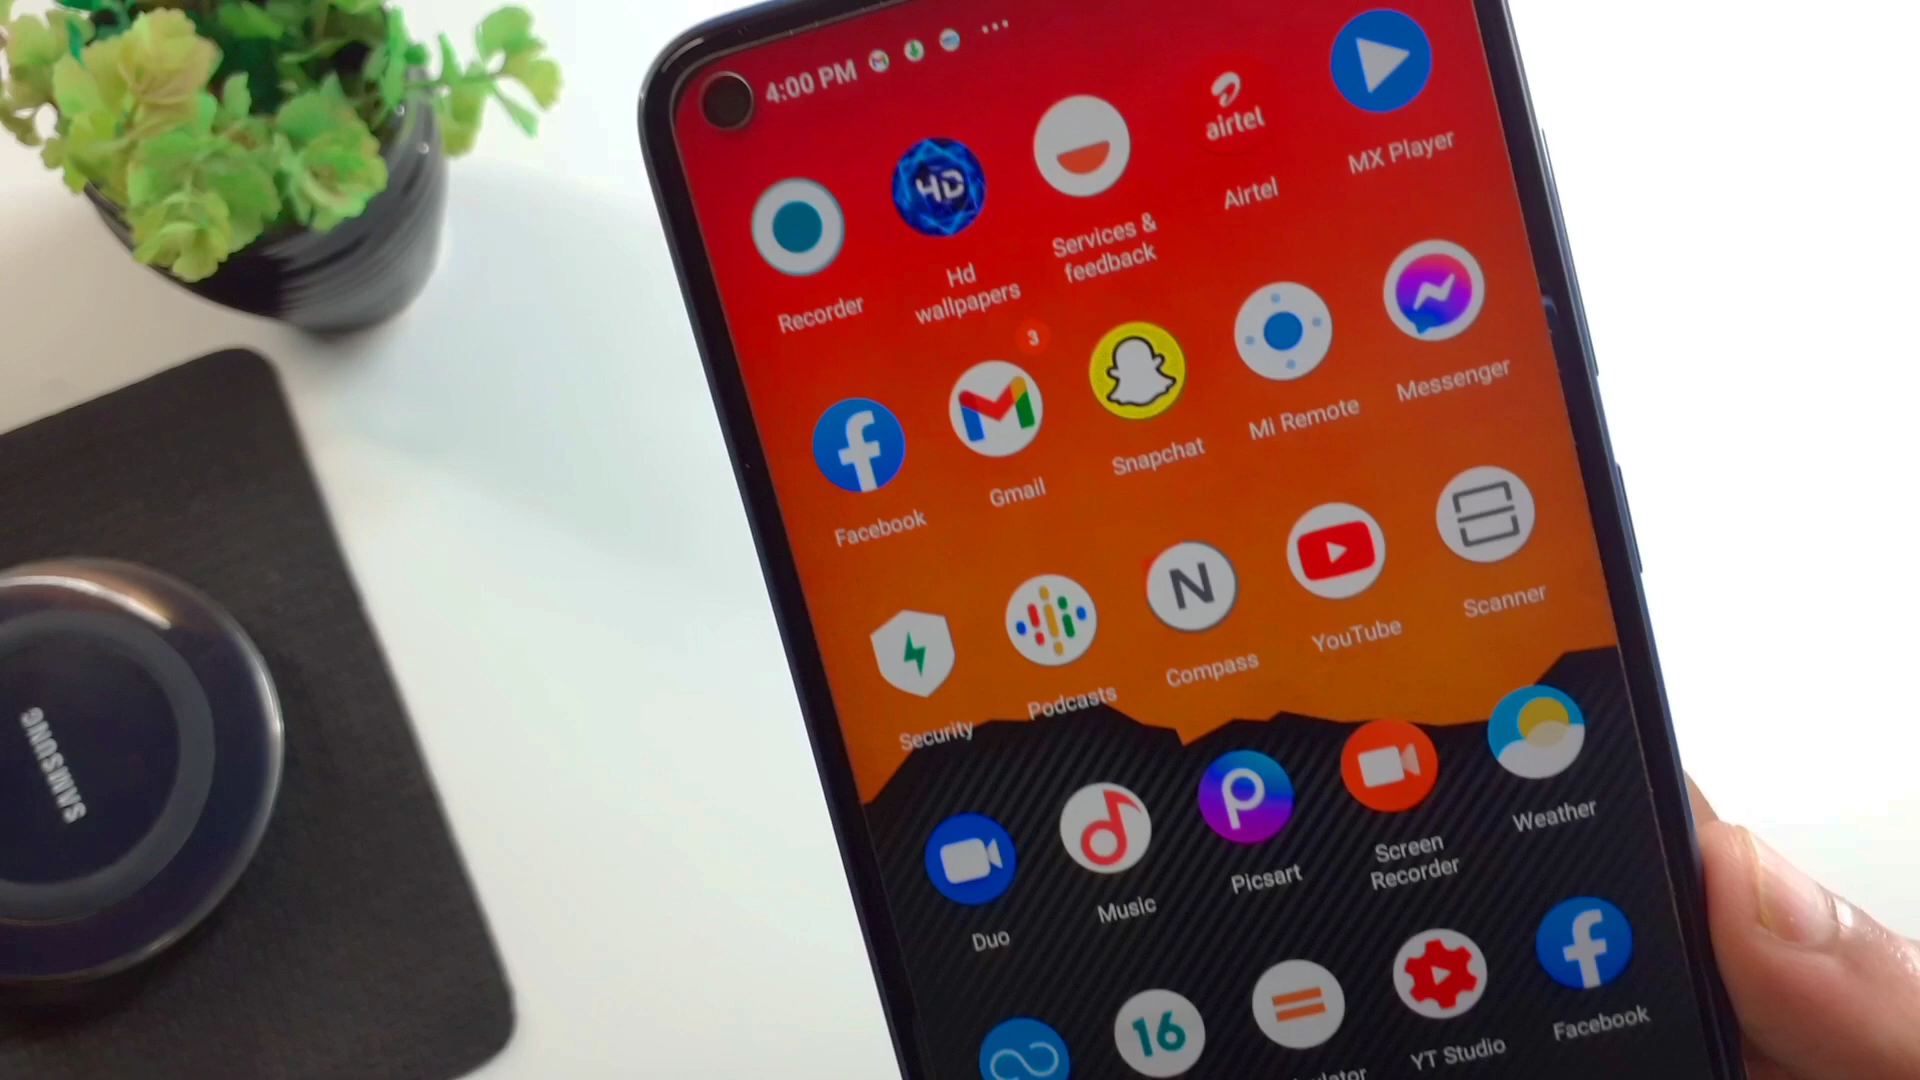 4:00 PM
4D
airtel
Recorder
Hd
wallpapers
Services &
feedback
Airtel
MX Player
3
Facebook
Gmail
Snapchat
Mi Remote
Messenger
N
Security
Podcasts
Compass
YouTube
Scanner
Duo
Music
Picsart
Screen
Recorder
Weather
16
YT Studio
Facebook
SAMSUNG